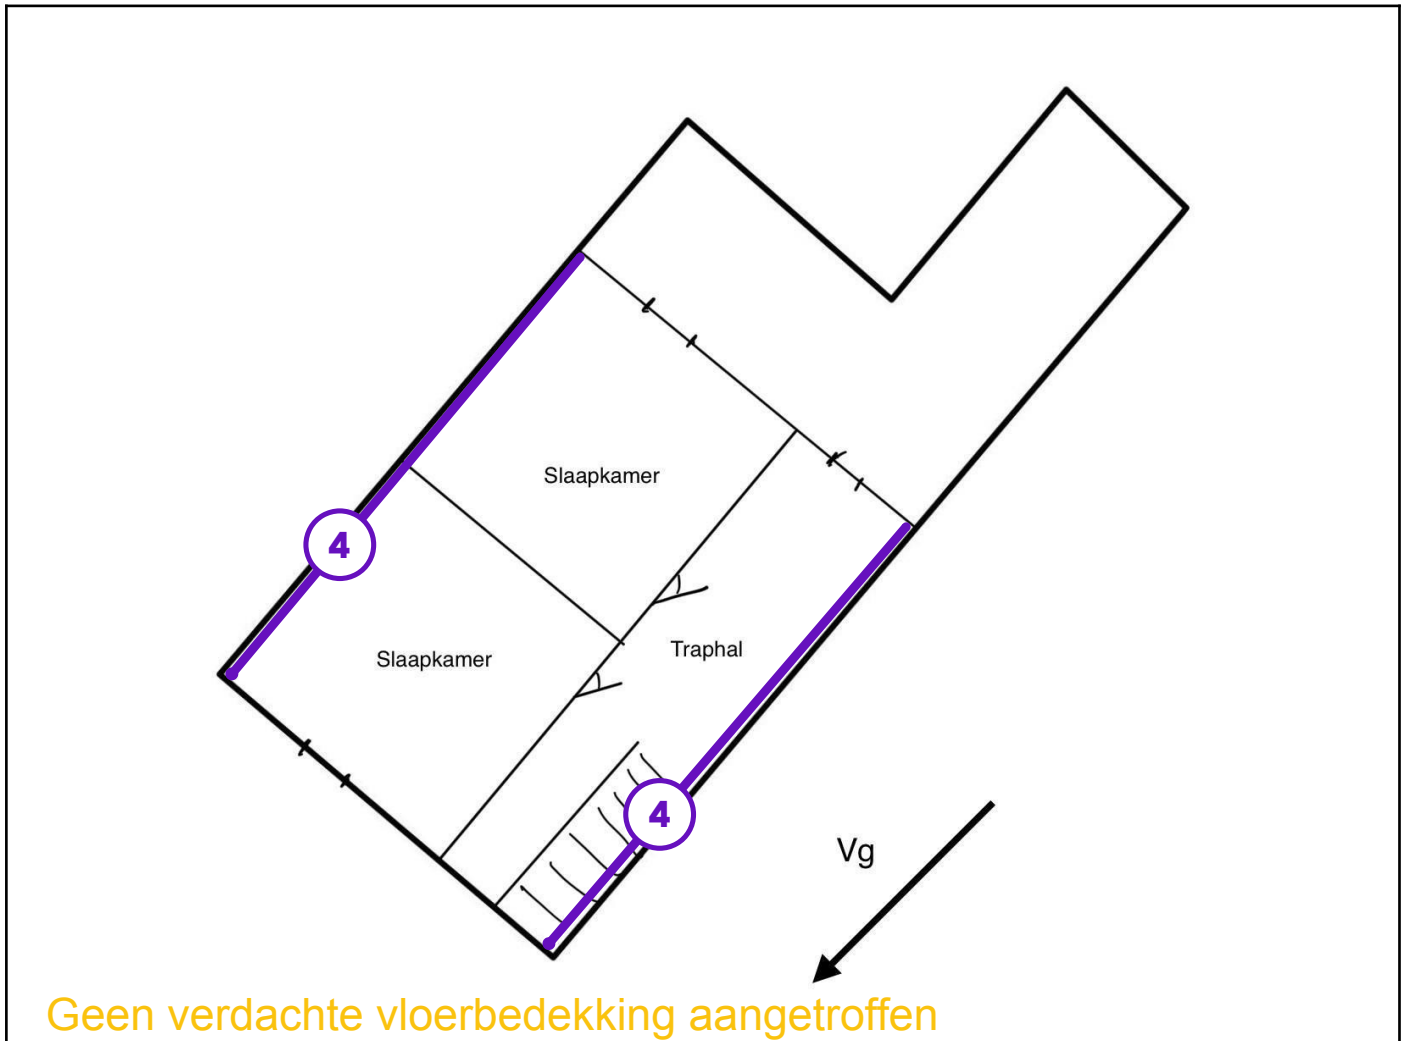 Slaapkamer
4
Slaapkamer
Traphal
4
Vg
Geen verdachte vloerbedekking aangetroffen